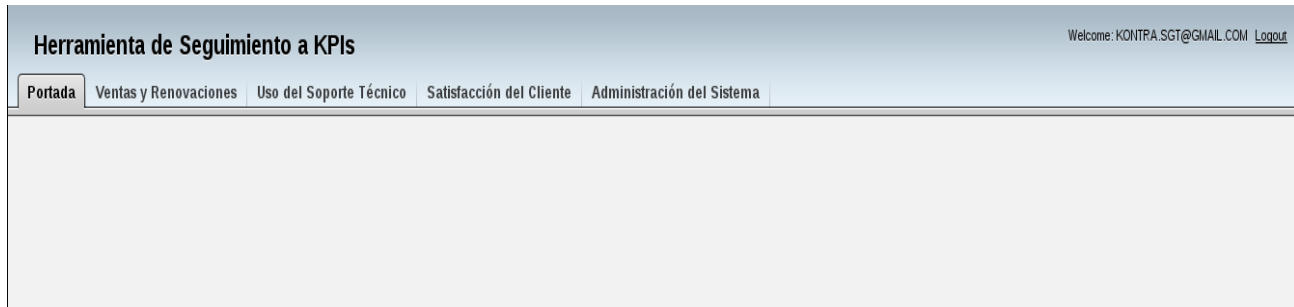 Herramienta de Seguimiento a KPIs
Welcome: KONTRA.SGT@GMAIL.COM Logout
Portada Ventas y Renovaciones Uso del Soporte Técnico Satisfacción del Cliente Administración del Sistema